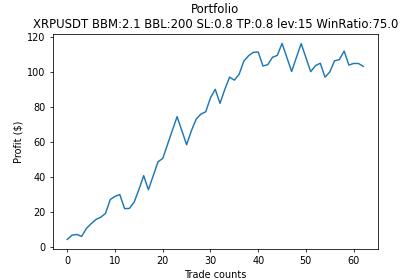 Portfolio
XRPUSDT BBM:2.1 BBL:200 SL:0.8 TP:0.8 lev:15 WinRatio:75.0
120
100
80
60
40
20
0
Profit ($)
0 10 20 30 40 50 60
Trade counts